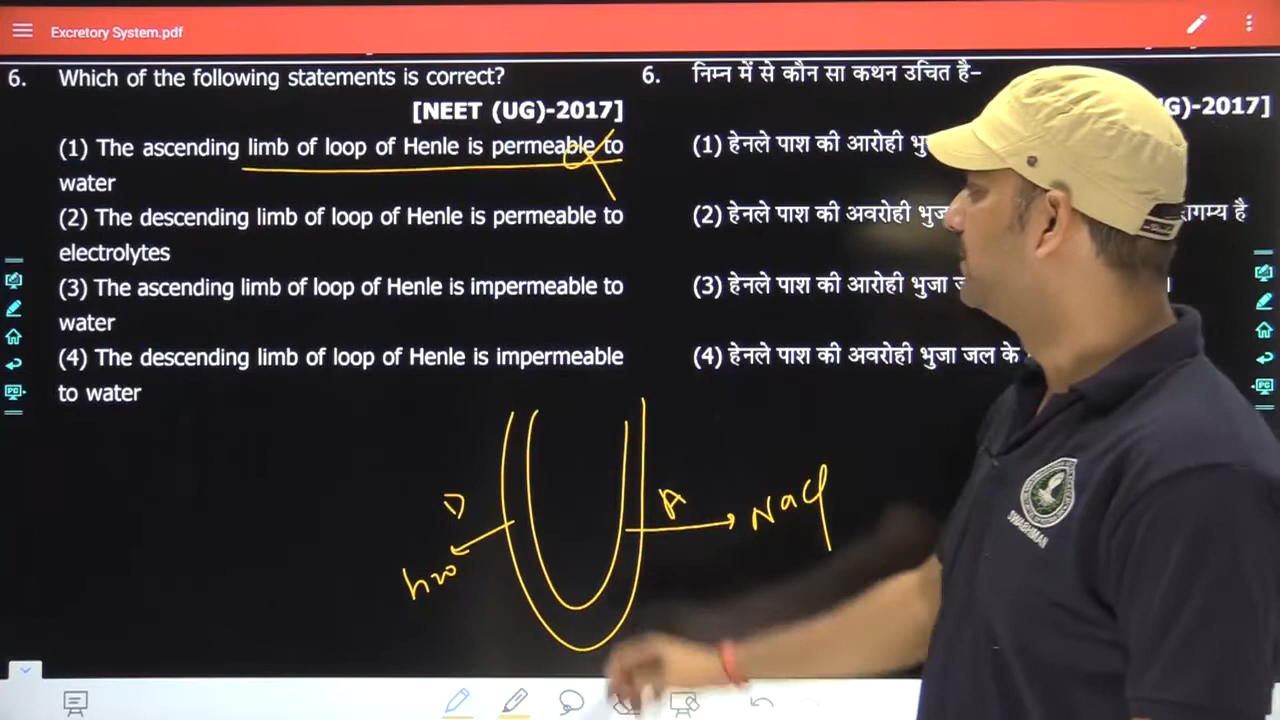 Excretory System.pdf
6. Which of the following statements is correct?
[NEET (UG)-2017]
(1) The ascending limb of loop of Henle is permeable to
water
(2) The descending limb of loop of Henle is permeable to
electrolytes
(3) The ascending limb of loop of Henle is impermeable to
water
(4) The descending limb of loop of Henle is impermeable
to water
6. निम्न में से कौन सा कथन उचित है-
G)-2017]
(1) हेनले पाश की आरोही
(2) हेनले पाश की अवरोही
है
(3) हेनले पाश की आरोही भुजा
(4) हेनले पाश की अवरोही भुजा जल के
D
h20
A
NaCl
SWABHIMAN